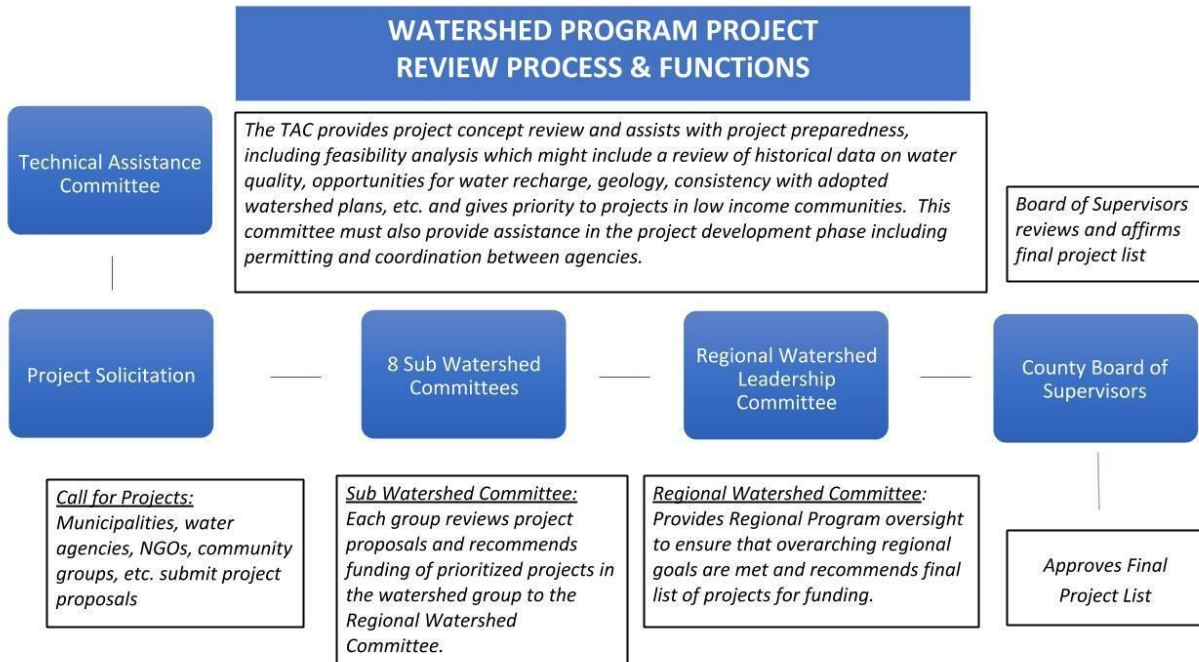 WATERSHED PROGRAM PROJECT
REVIEW PROCESS & FUNCTiONS
Technical Assistance
Committee
The TAC provides project concept review and assists with project preparedness,
including feasibility analysis which might include a review of historical data on water
quality, opportunities for water recharge, geology, consistency with adopted
watershed plans, etc. and gives priority to projects in low income communities.  This
committee must also provide assistance in the project development phase including
permitting and coordination between agencies.
Board of Supervisors
reviews and affirms
final project list
Project Solicitation
8 Sub Watershed
Committees
Regional Watershed
Leadership
Committee
County Board of
Supervisors
Call for Projects:
Municipalities, water
agencies, NGOs, community
groups, etc. submit project
proposals
Sub Watershed Committee:
Each group reviews project
proposals and recommends
funding of prioritized projects in
the watershed group to the
Regional Watershed
Committee.
Regional Watershed Committee:
Provides Regional Program oversight
to ensure that overarching regional
goals are met and recommends final
list of projects for funding.
Approves Final
Project List